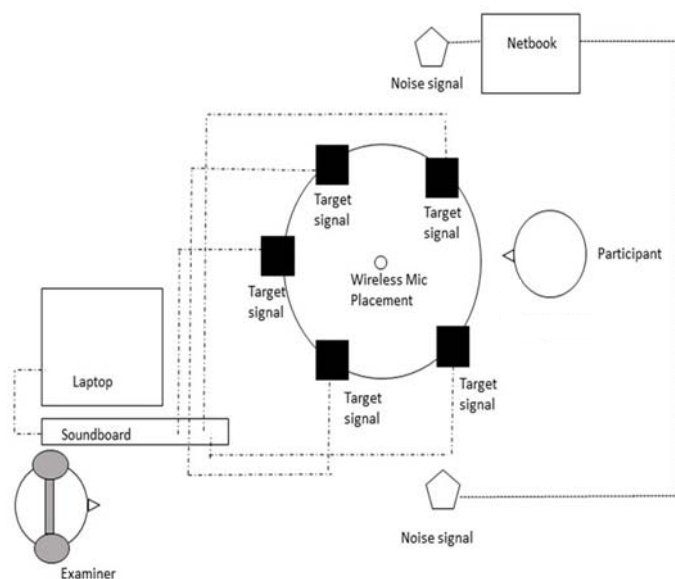 Netbook
Noise signal
Target
signal
Target
signal
Target
signal
Wireless Mic
Placement
Participant
Laptop
Target
signal
Target
signal
Soundboard
Noise signal
Examiner